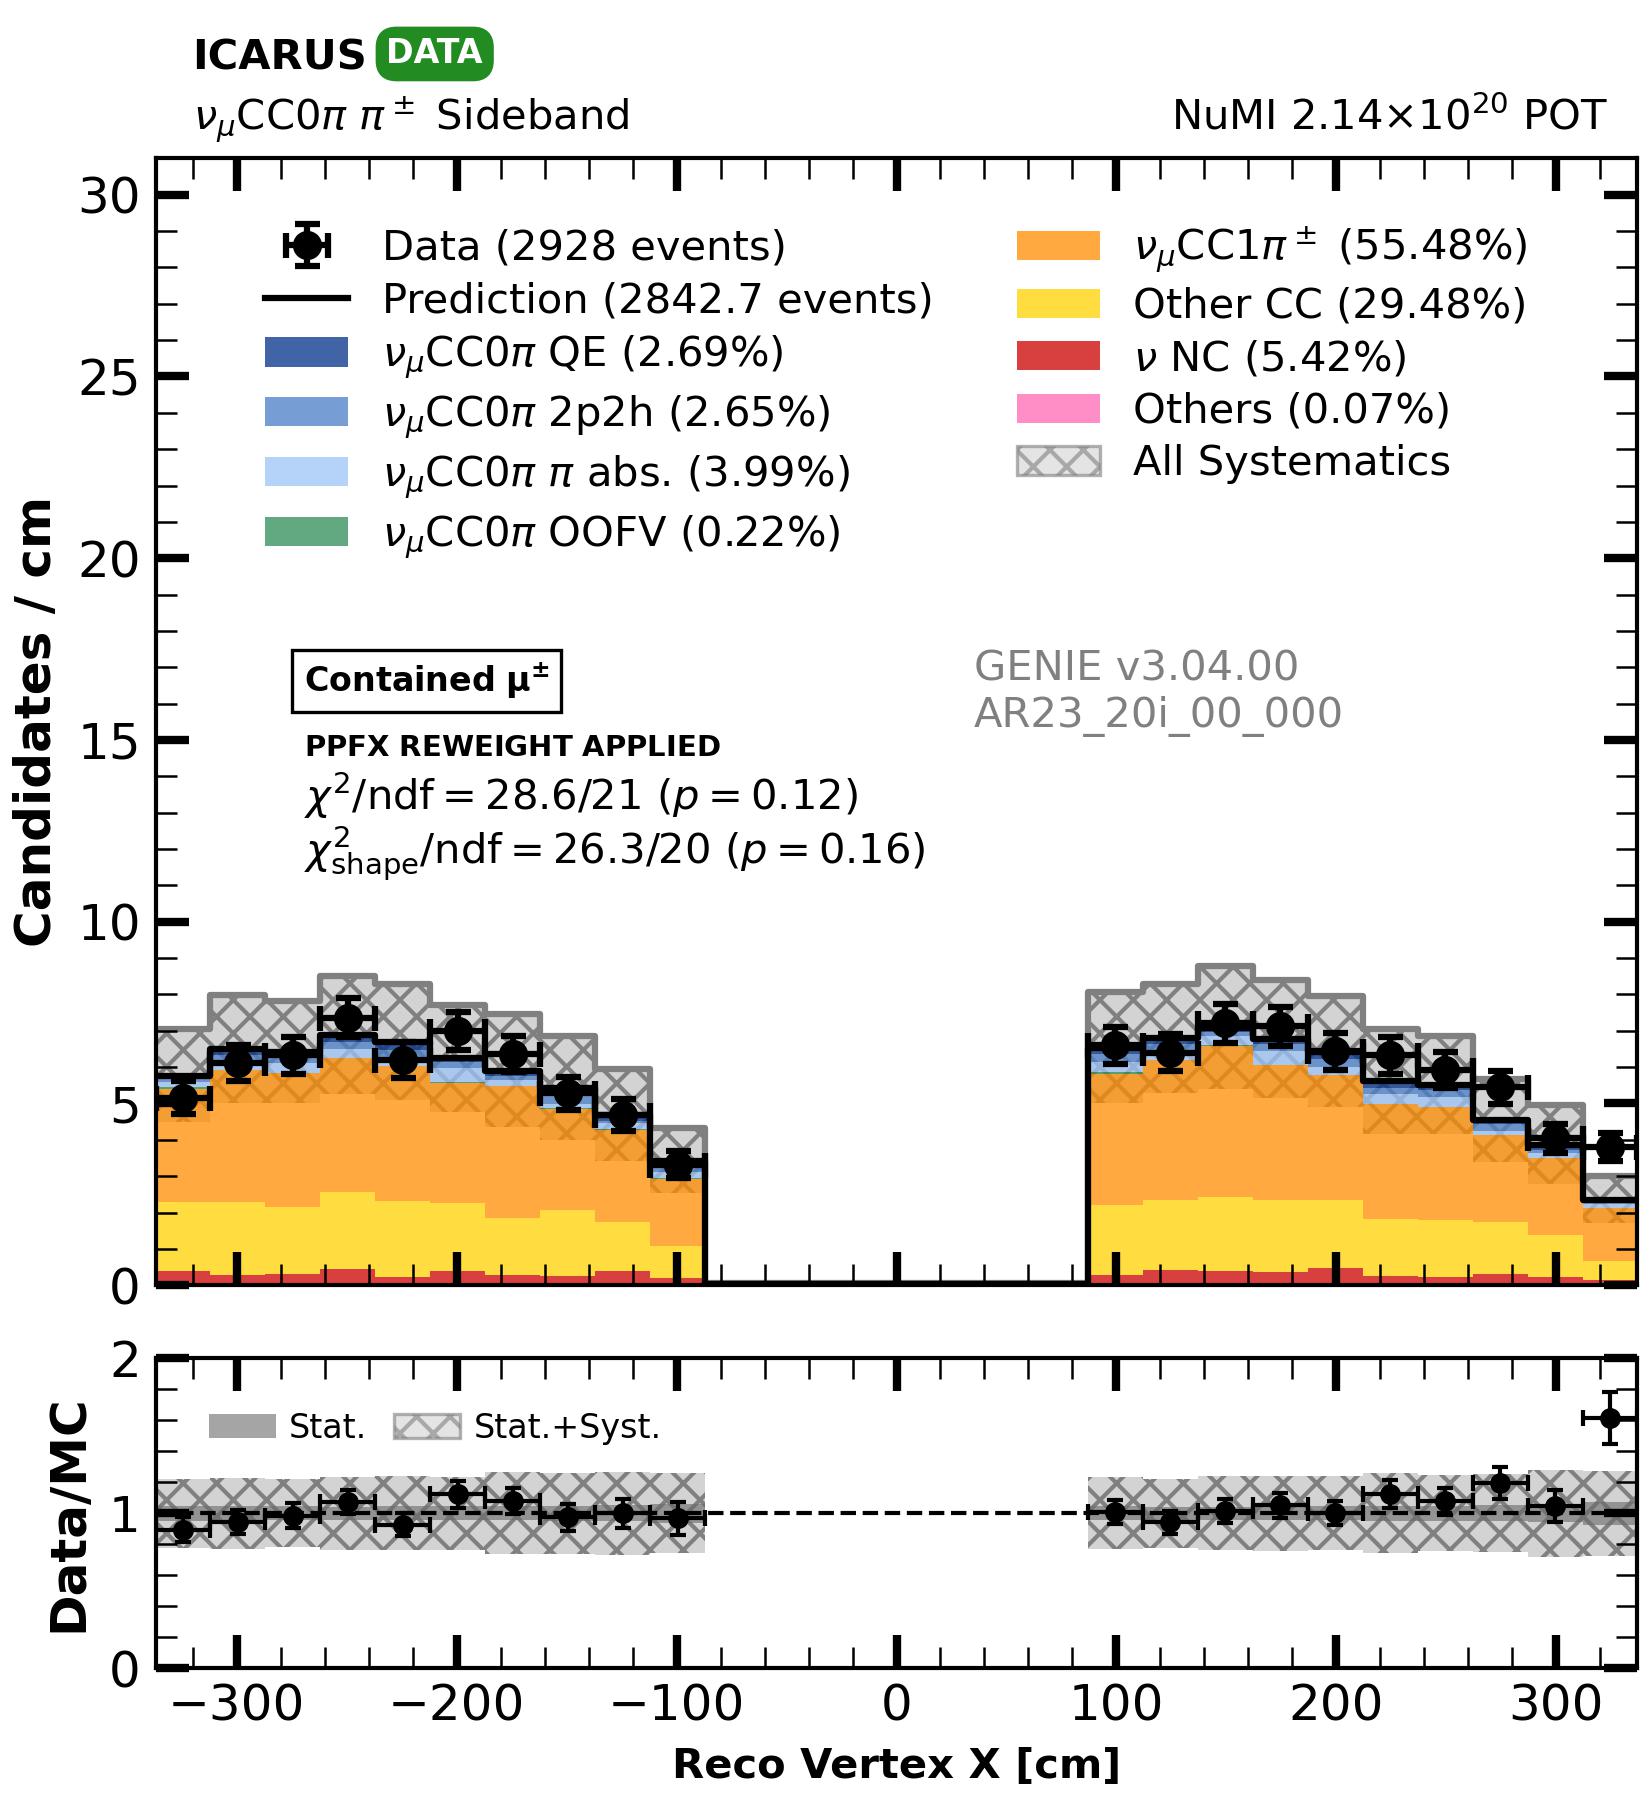 ICARUS DATA
νμCC0π π± Sideband
NuMI 2.14×10²⁰ POT
Candidates / cm
30
25
20
15
10
5
0
Data (2928 events)
Prediction (2842.7 events)
νμCC0π QE (2.69%)
νμCC0π 2p2h (2.65%)
νμCC0π π abs. (3.99%)
νμCC0π OOFV (0.22%)
νμCC1π± (55.48%)
Other CC (29.48%)
ν NC (5.42%)
Others (0.07%)
All Systematics
Contained μ±
PPFX REWEIGHT APPLIED
χ²/ndf = 28.6/21 (p = 0.12)
χ²shape/ndf = 26.3/20 (p = 0.16)
GENIE v3.04.00
AR23_20i_00_000
Data/MC
2
1
0
Stat.
Stat.+Syst.
−300 −200 −100 0 100 200 300
Reco Vertex X [cm]